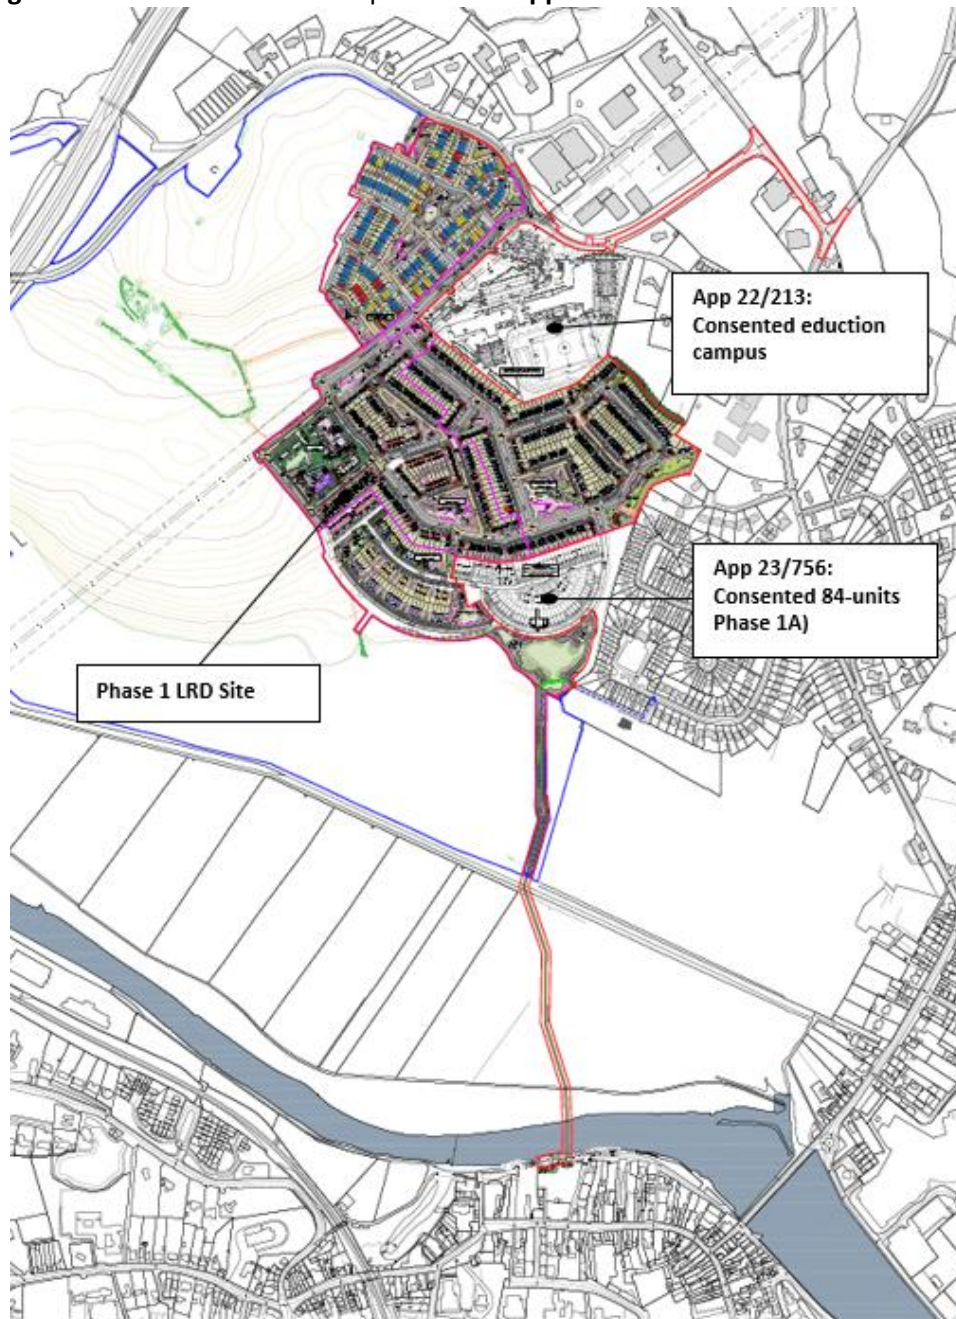 App 22/213:
Consented eduction
campus
App 23/756:
Consented 84-units
Phase 1A)
Phase 1 LRD Site